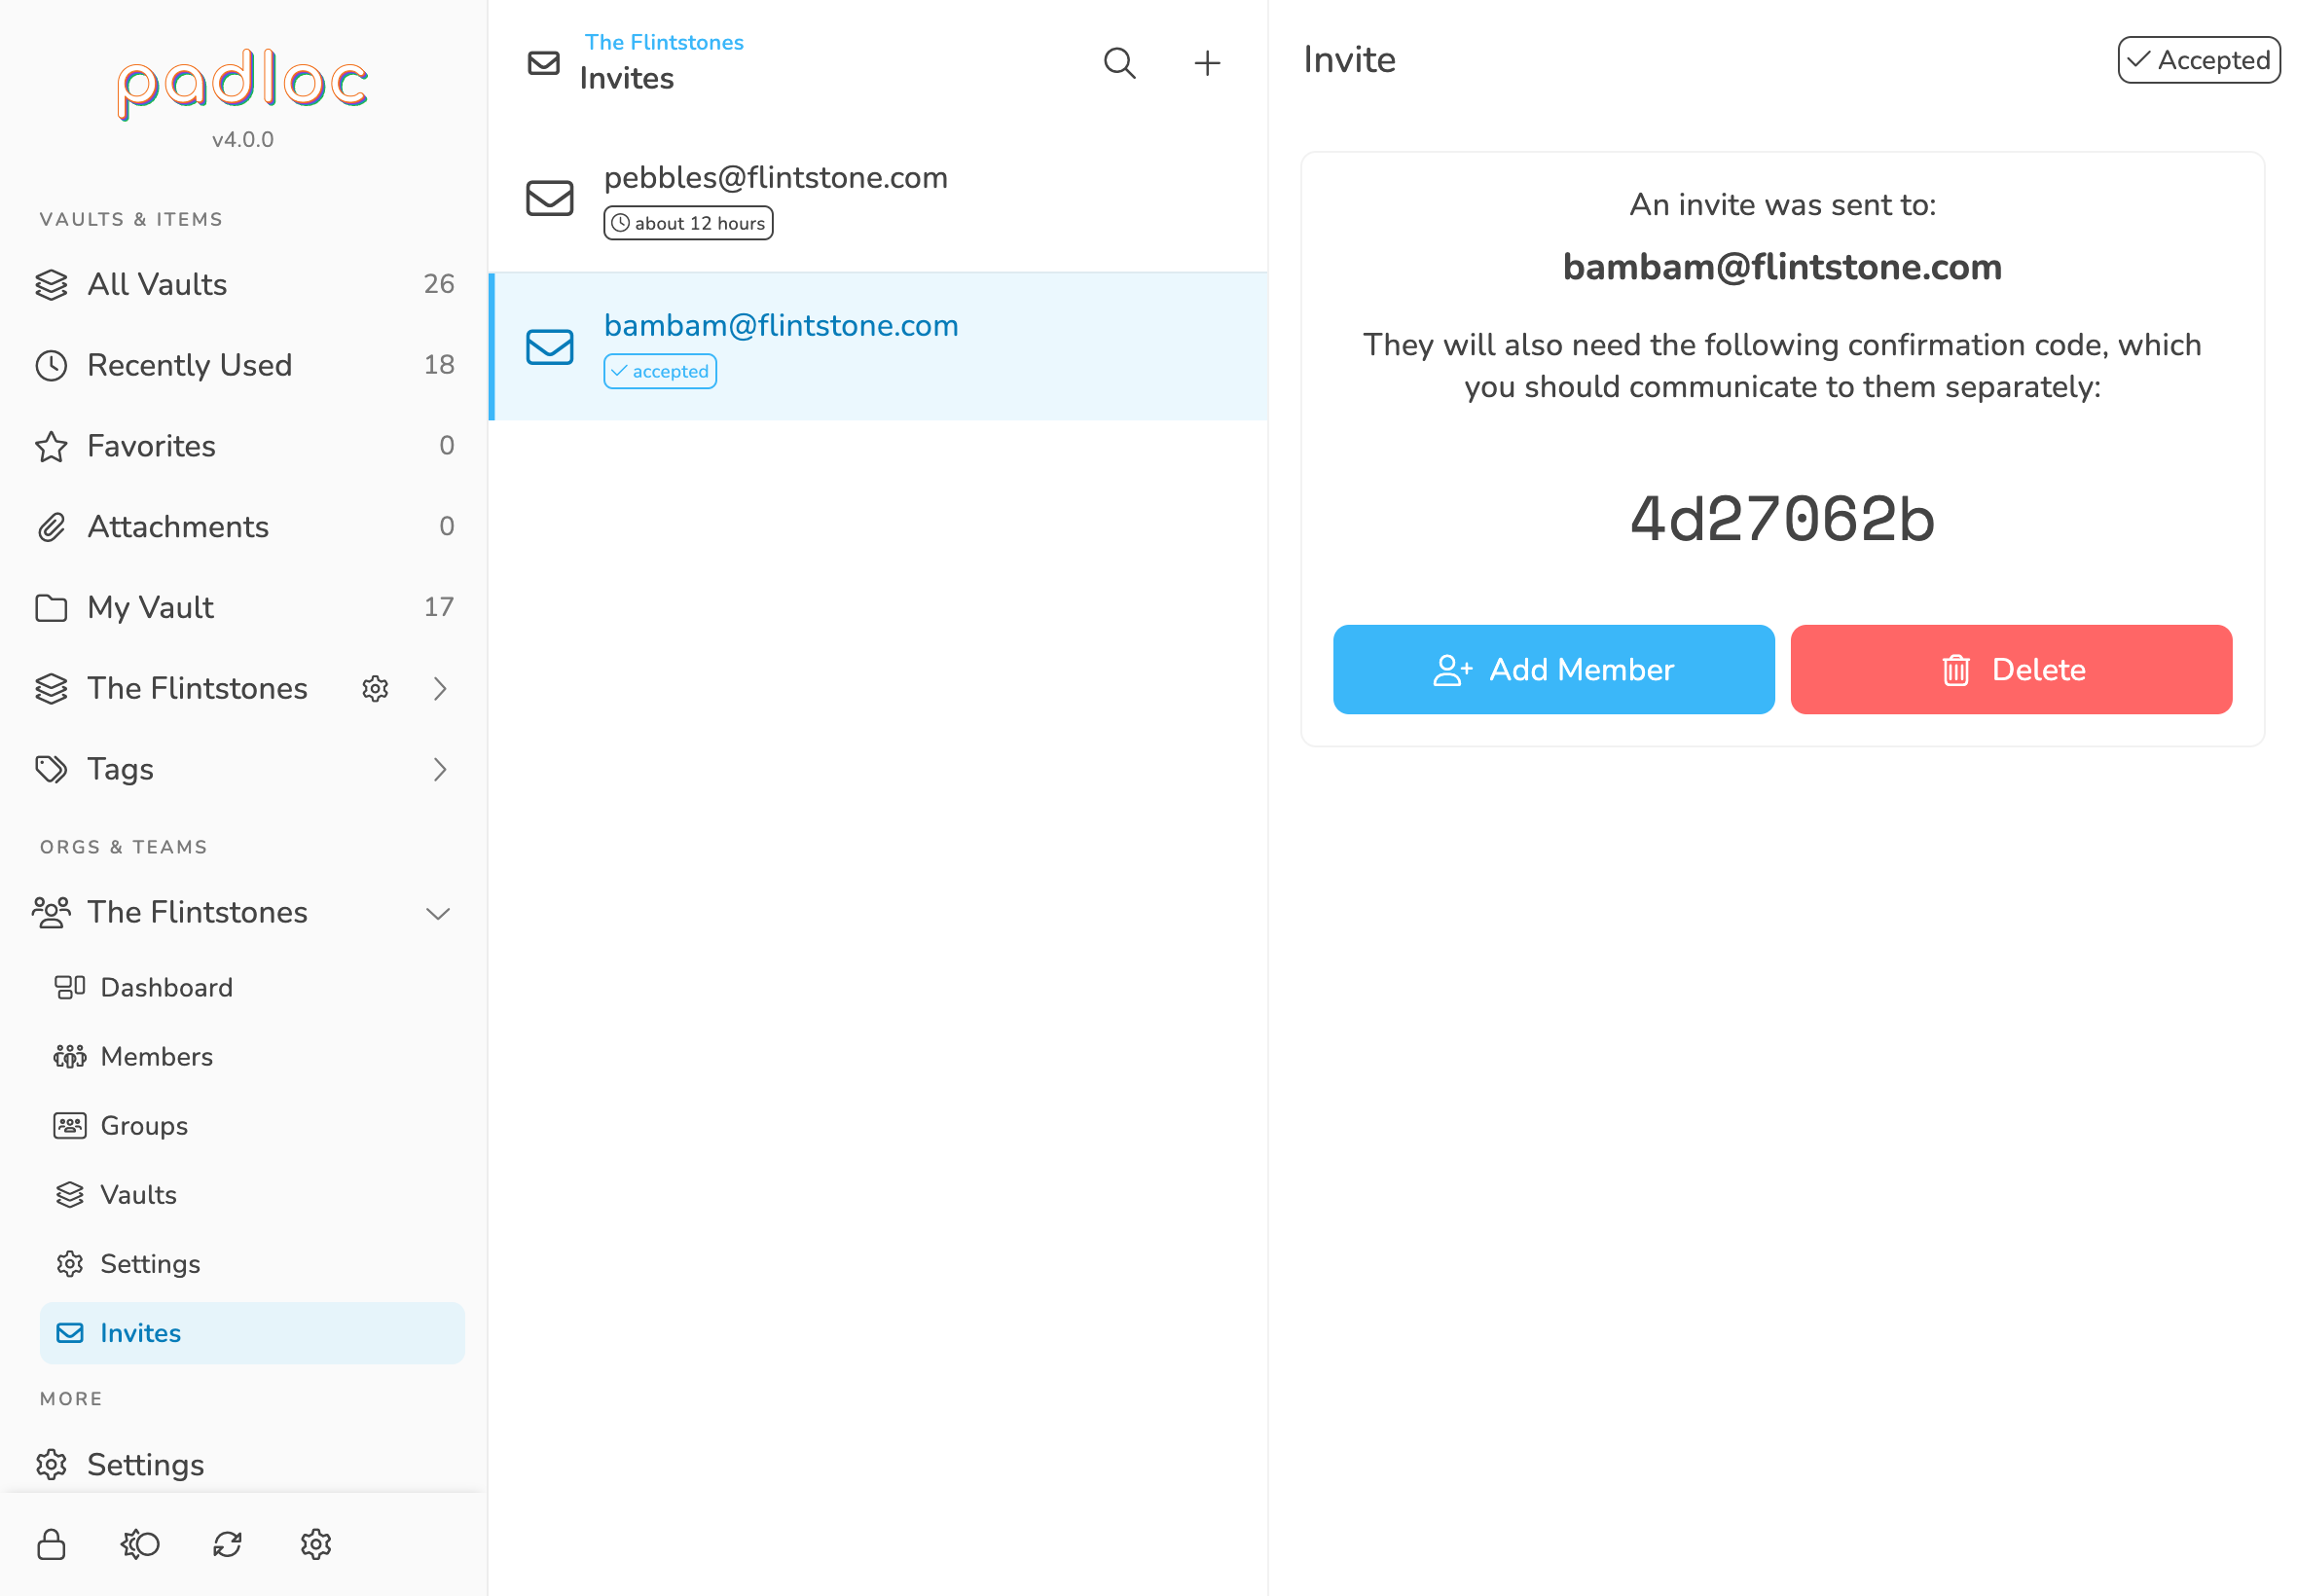 padloc
v4.0.0
VAULTS & ITEMS
All Vaults 26
Recently Used 18
Favorites 0
Attachments 0
My Vault 17
The Flintstones
Tags
ORGS & TEAMS
The Flintstones
Dashboard
Members
Groups
Vaults
Settings
Invites
MORE
Settings
The Flintstones
Invites
pebbles@flintstone.com
about 12 hours
bambam@flintstone.com
accepted
Invite
Accepted
An invite was sent to:
bambam@flintstone.com
They will also need the following confirmation code, which
you should communicate to them separately:
4d27062b
Add Member
Delete